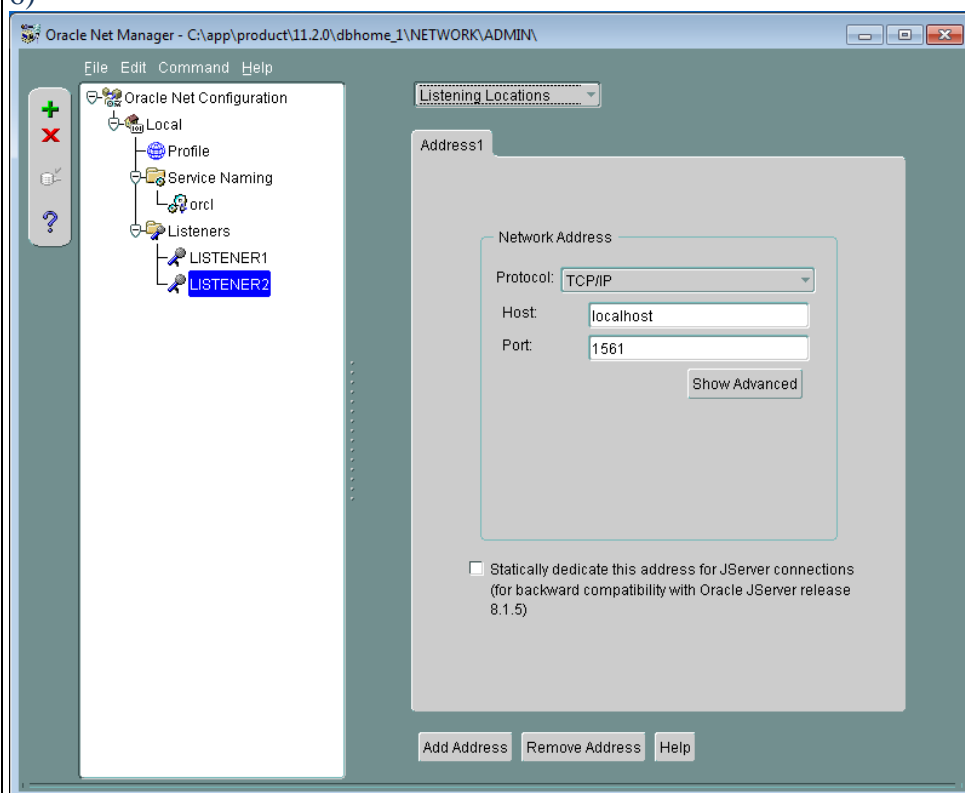 Oracle Net Manager - C:\app\product\11.2.0\dbhome_1\NETWORK\ADMIN\
File Edit Command Help
Oracle Net Configuration
Local
Profile
Service Naming
orcl
Listeners
LISTENER1
LISTENER2
Listening Locations
Address1
Network Address
Protocol: TCP/IP
Host: localhost
Port: 1561
Show Advanced
Statically dedicate this address for JServer connections
(for backward compatibility with Oracle JServer release
8.1.5)
Add Address Remove Address Help